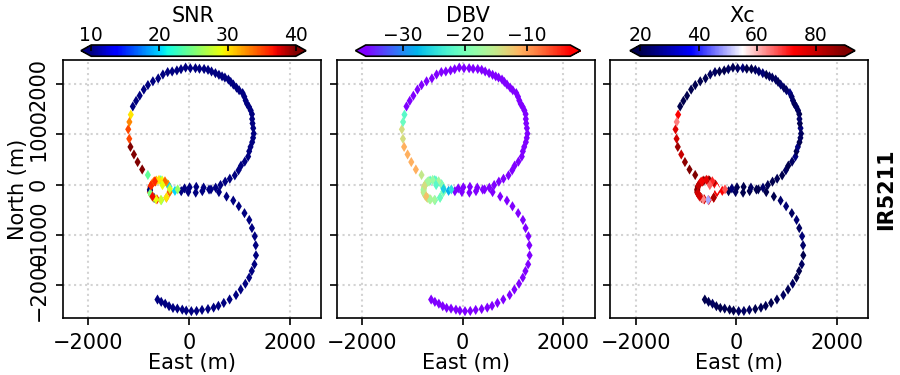 SNR DBV Xc
10 20 30 40 −30 −20 −10 20 40 60 80
North (m)
2000
1000
0
−1000
−2000
−2000 0 2000 −2000 0 2000 −2000 0 2000
East (m) East (m) East (m)
IR5211